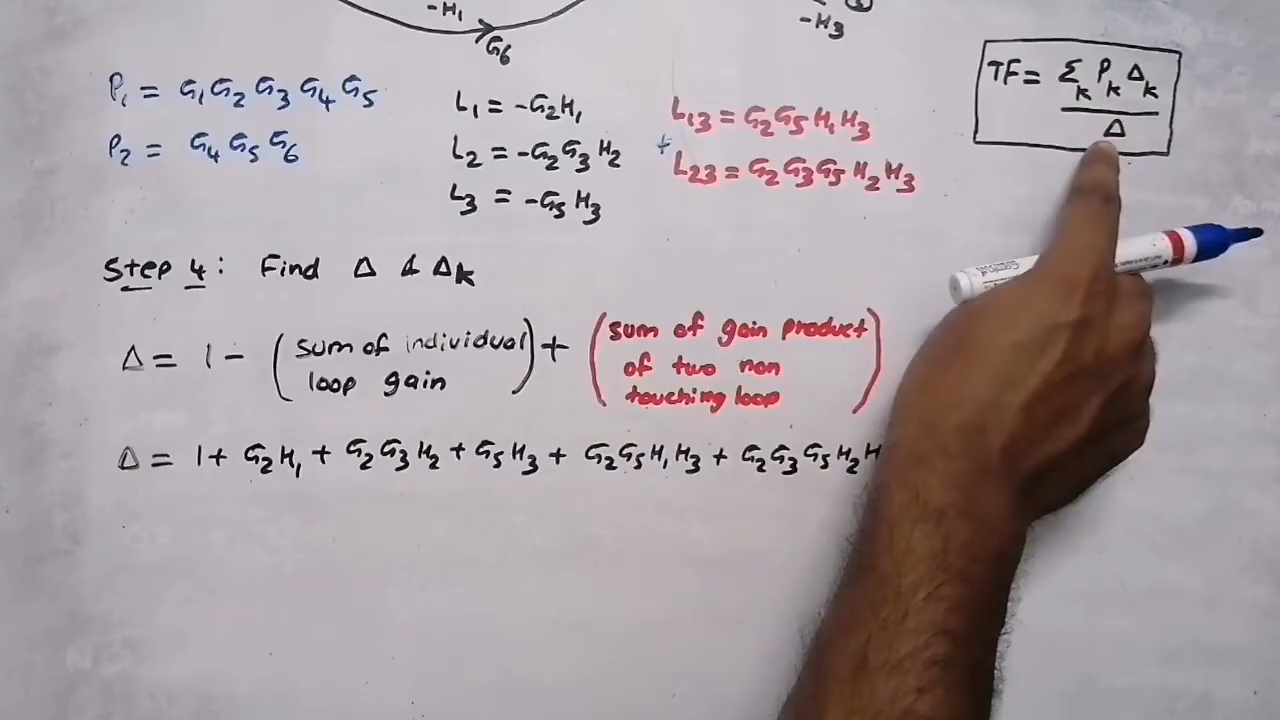 -H₁
G₆
-H₃
P₁ = G₁G₂G₃G₄G₅
P₂ = G₄G₅G₆
L₁ = -G₂H₁
L₂ = -G₂G₃H₂
L₃ = -G₅H₃
L₁₃ = G₂G₅H₁H₃
+
L₂₃ = G₂G₃G₅H₂H₃
TF = Σₖ Pₖ Δₖ
Δ
Step 4: Find Δ & Δₖ
Δ = 1 - (sum of individual loop gain) + (sum of gain product of two non touching loop)
Δ = 1 + G₂H₁ + G₂G₃H₂ + G₅H₃ + G₂G₅H₁H₃ + G₂G₃G₅H₂H